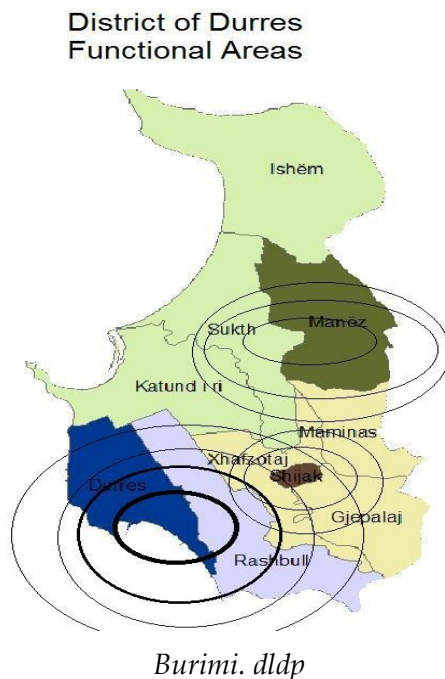 District of Durres
Functional Areas
Ishëm
Manëz
Sukth
Katund i ri
Maminas
Xhafzotaj
Shijak
Durres
Gjepalaj
Rashbull
Burimi. dldp